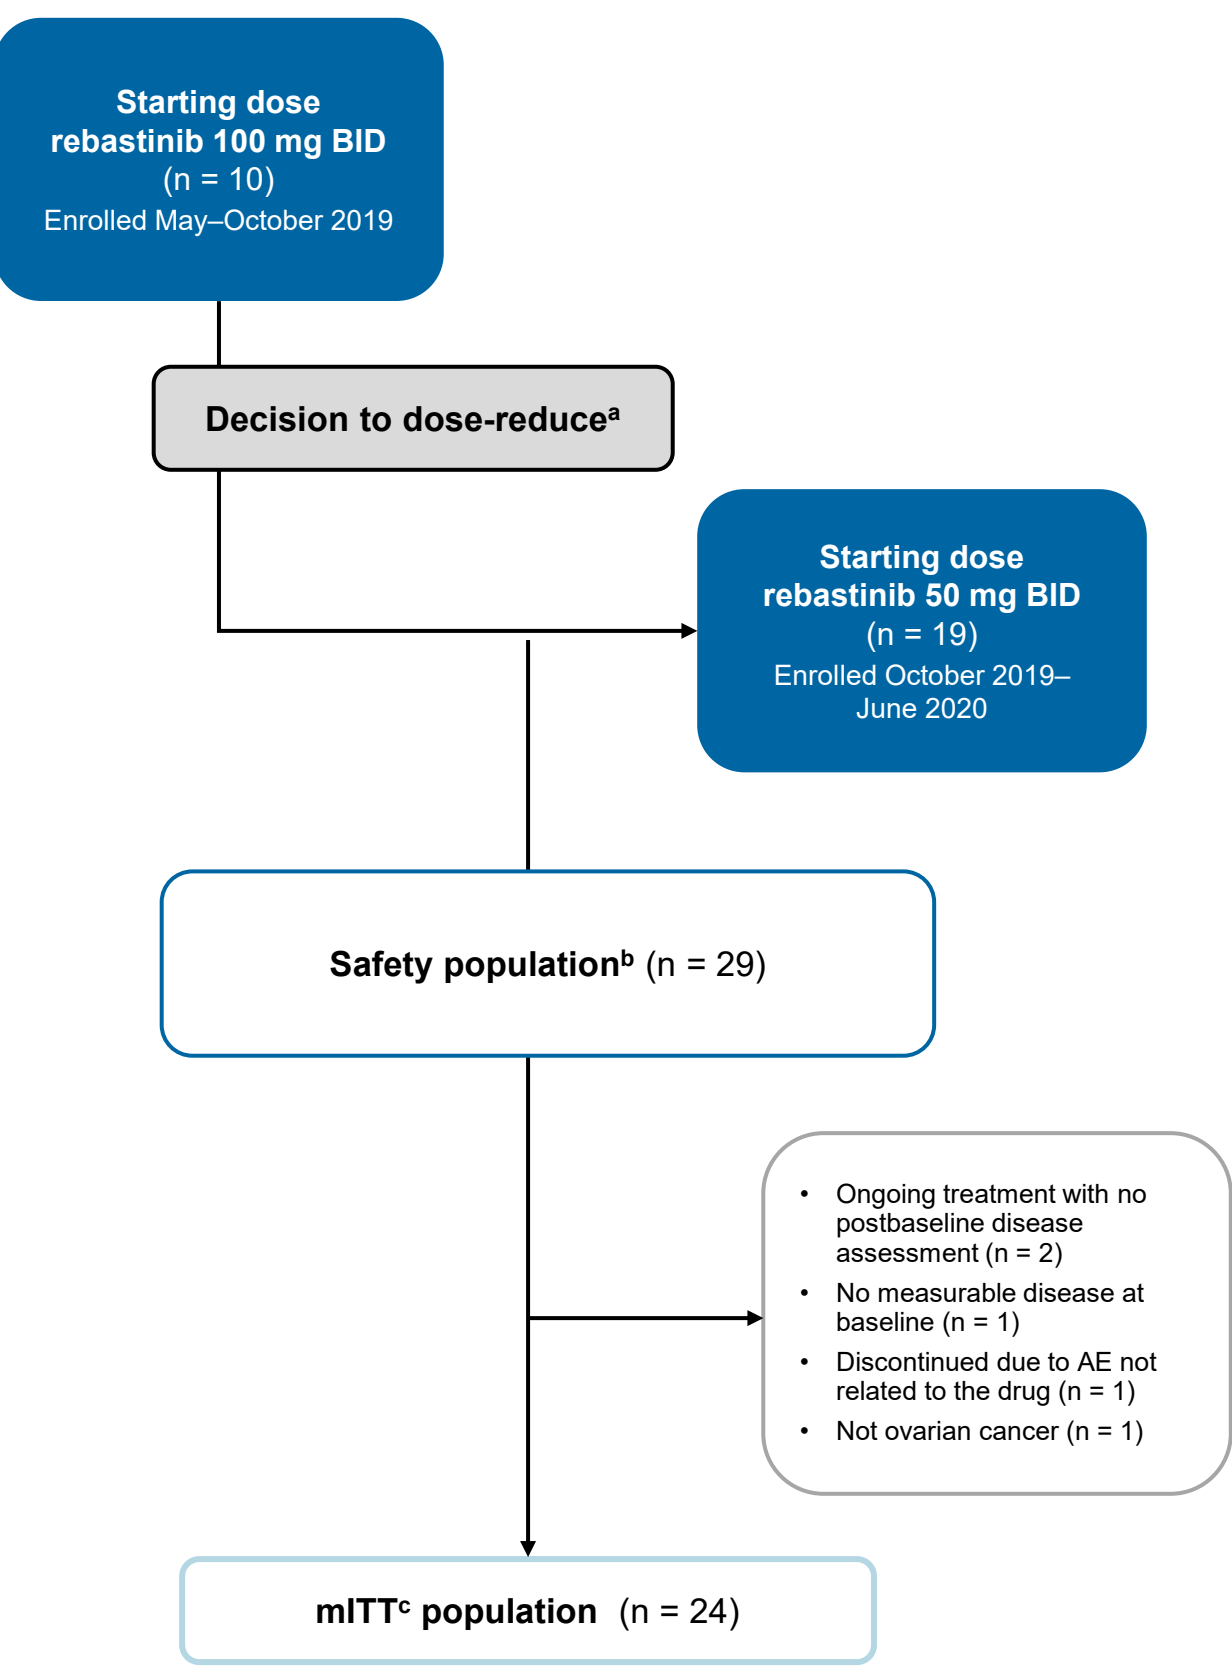 Starting dose
rebastinib 100 mg BID
(n = 10)
Enrolled May–October 2019
Decision to dose-reduceᵃ
Starting dose
rebastinib 50 mg BID
(n = 19)
Enrolled October 2019–
June 2020
Safety populationᵇ (n = 29)
• Ongoing treatment with no
postbaseline disease
assessment (n = 2)
• No measurable disease at
baseline (n = 1)
• Discontinued due to AE not
related to the drug (n = 1)
• Not ovarian cancer (n = 1)
mITTᶜ population (n = 24)